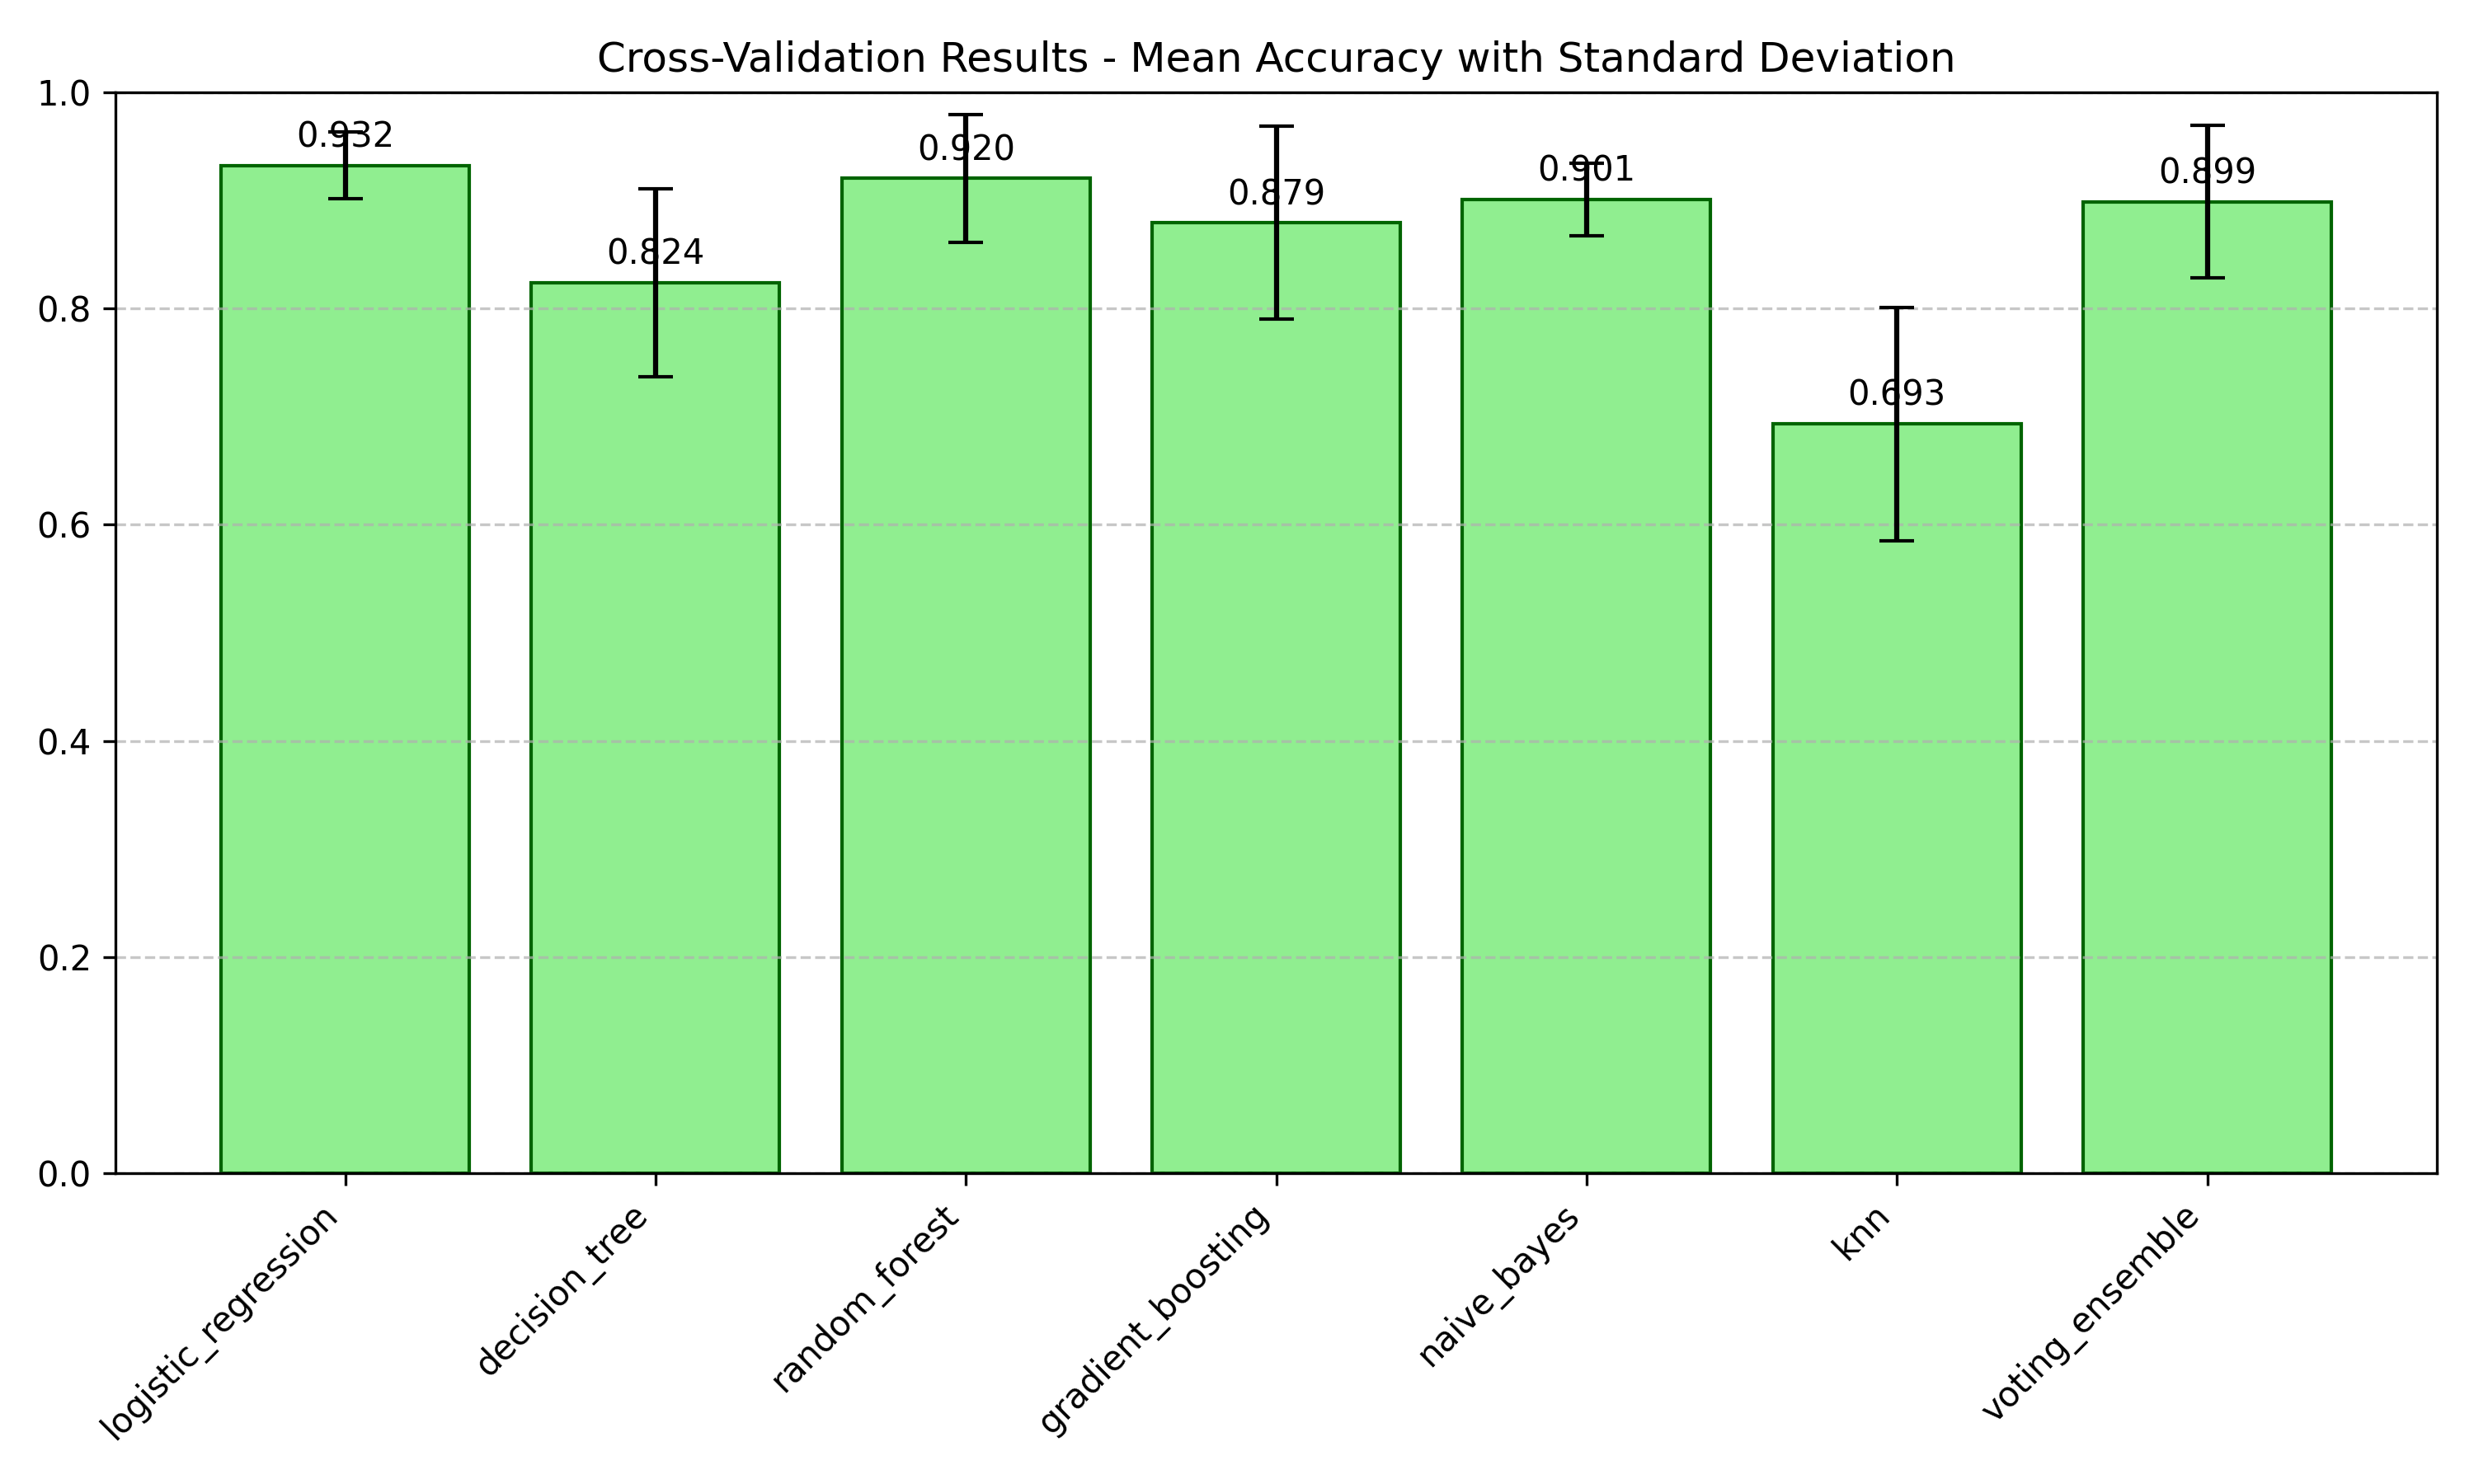 Cross-Validation Results - Mean Accuracy with Standard Deviation
1.0
0.8
0.6
0.4
0.2
0.0
0.932
0.824
0.920
0.879
0.901
0.693
0.899
logistic_regression
decision_tree
random_forest
gradient_boosting
naive_bayes
knn
voting_ensemble